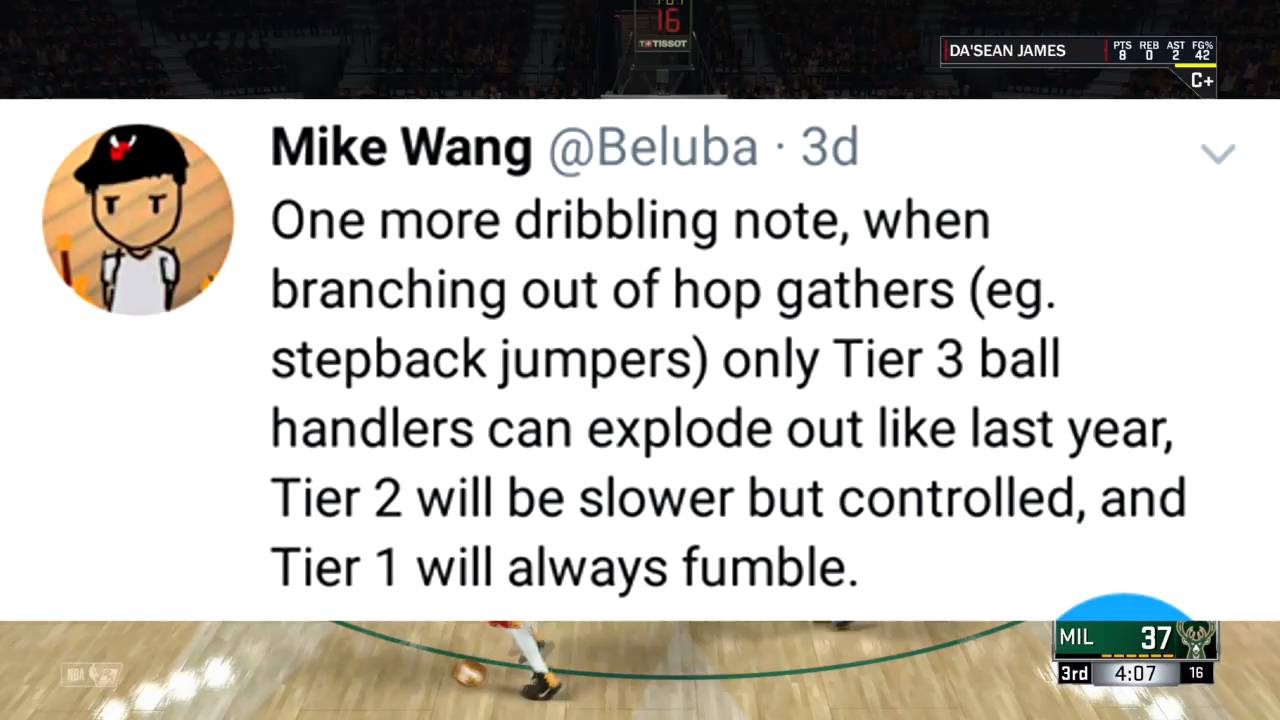 16
T+TISSOT
DA'SEAN JAMES
PTS REB AST FG%
8 0 2 42
C+
Mike Wang @Beluba · 3d
One more dribbling note, when
branching out of hop gathers (eg.
stepback jumpers) only Tier 3 ball
handlers can explode out like last year,
Tier 2 will be slower but controlled, and
Tier 1 will always fumble.
MIL 37
NBA
3rd 4:07 16